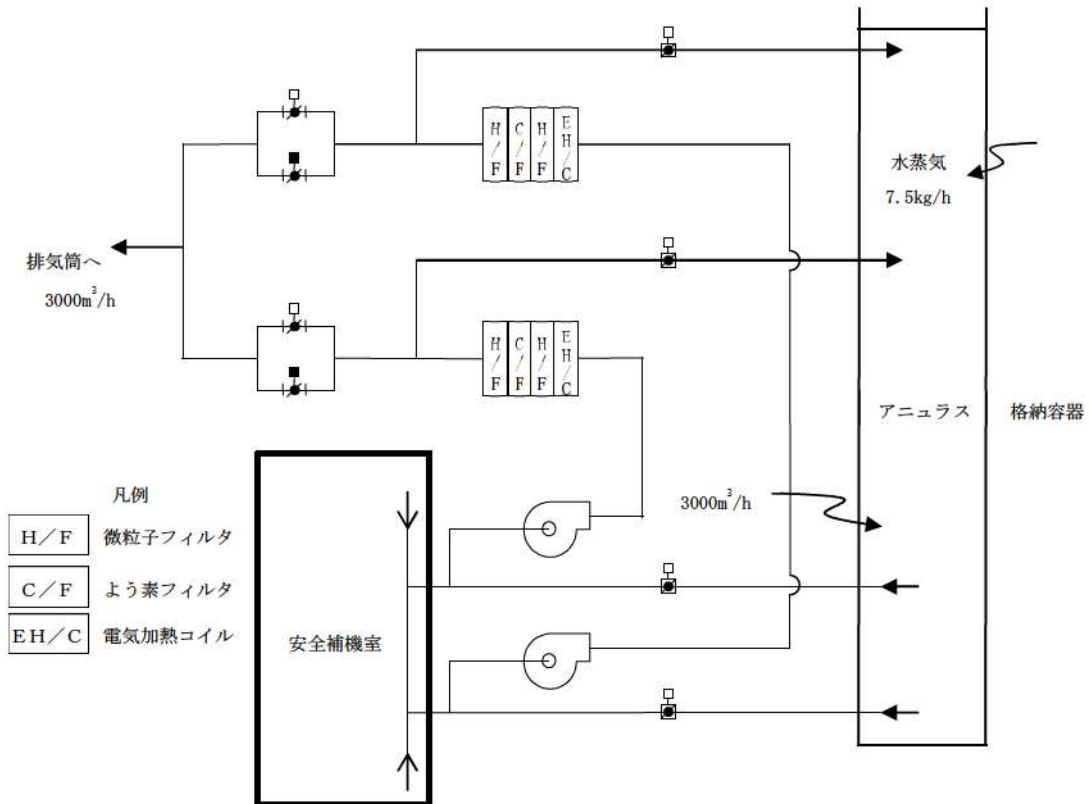 H/F
C/F
H/F
EH/C
水蒸気
7.5kg/h
排気筒へ
3000m³/h
H/F
C/F
H/F
EH/C
アニュラス
格納容器
3000m³/h
凡例
H/F 微粒子フィルタ
C/F よう素フィルタ
EH/C 電気加熱コイル
安全補機室